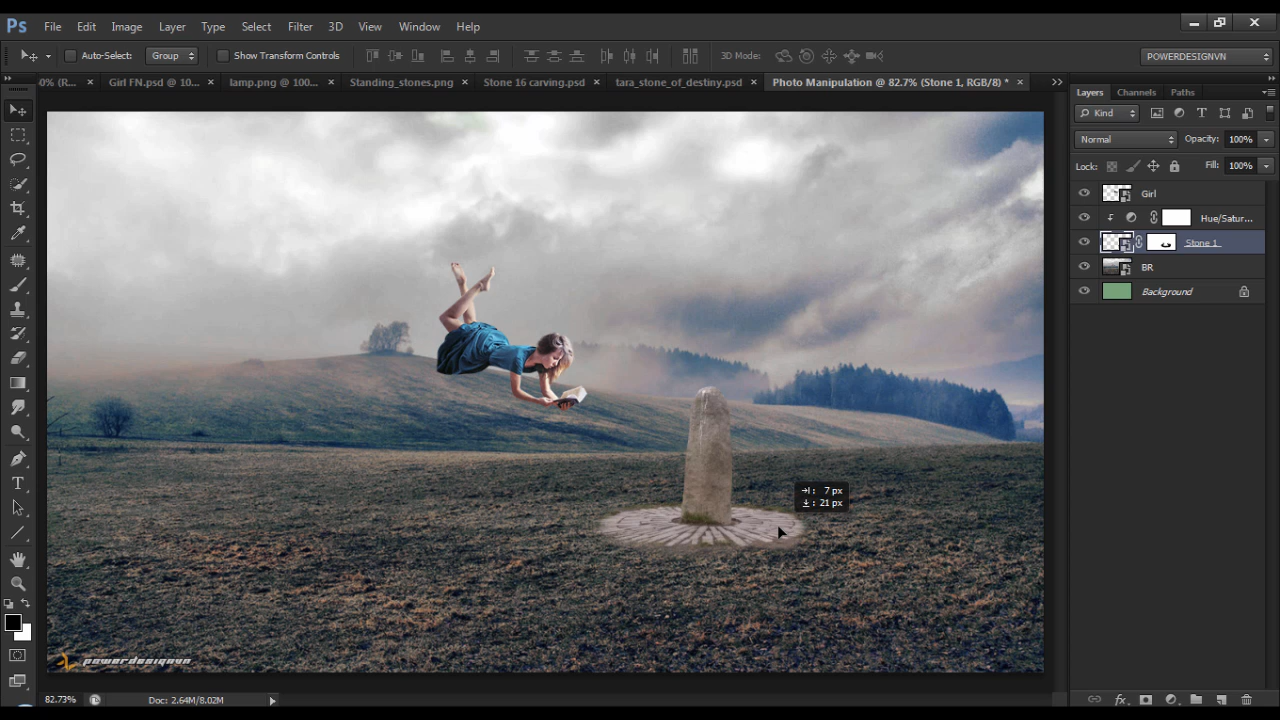 Ps File Edit Image Layer Type Select Filter 3D View Window Help
Auto-Select: Group Show Transform Controls 3D Mode: POWERDESIGNVN
0% (R... × Girl FN.psd @ 10... × lamp.png @ 100... × Standing_stones.png × Stone 16 carving.psd × tara_stone_of_destiny.psd × Photo Manipulation @ 82.7% (Stone 1, RGB/8) * ×
Layers Channels Paths
Kind
Normal Opacity: 100%
Lock: Fill: 100%
Girl
Hue/Satur...
Stone 1
BR
Background
7 px
21 px
powerdesignvn
82.73% Doc: 2.64M/8.02M
fx